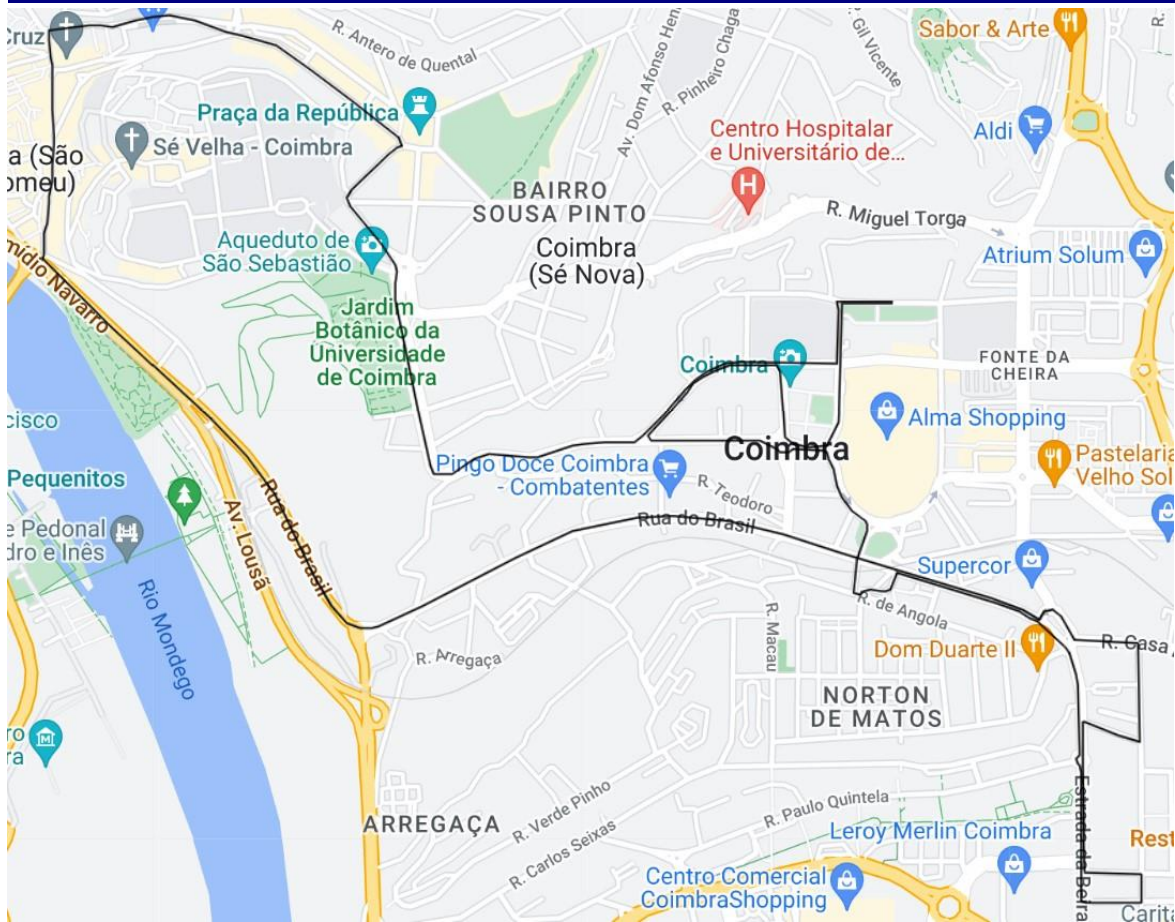 Cruz
R. Antero de Quental
Av. Dom Afonso Hen
R. Pinheiro Chaga
R. Gil Vicente
Sabor & Arte
Praça da República
Sé Velha - Coimbra
a (São
omeu)
Centro Hospitalar
e Universitário de...
Aldi
BAIRRO
SOUSA PINTO
R. Miguel Torga
Aqueduto de
São Sebastião
Coimbra
(Sé Nova)
Atrium Solum
mídio Navarro
Jardim
Botânico da
Universidade
de Coimbra
Coimbra
FONTE DA
CHEIRA
cisco
Alma Shopping
Coimbra
Pequenitos
Pingo Doce Coimbra
- Combatentes
Pastelaria
Velho Sol
R. Teodoro
Rua do Brasil
e Pedonal
dro e Inês
Av. Lousã
Rua do Brasil
Supercor
Rio Mondego
R. de Angola
R. Macau
Dom Duarte II
R. Casa
R. Arregaça
NORTON
DE MATOS
ro
ra
Estrada da Beira
R. Verde Pinho
R. Paulo Quintela
ARREGAÇA
R. Carlos Seixas
Leroy Merlin Coimbra
Rest
Centro Comercial
CoimbraShopping
Carita